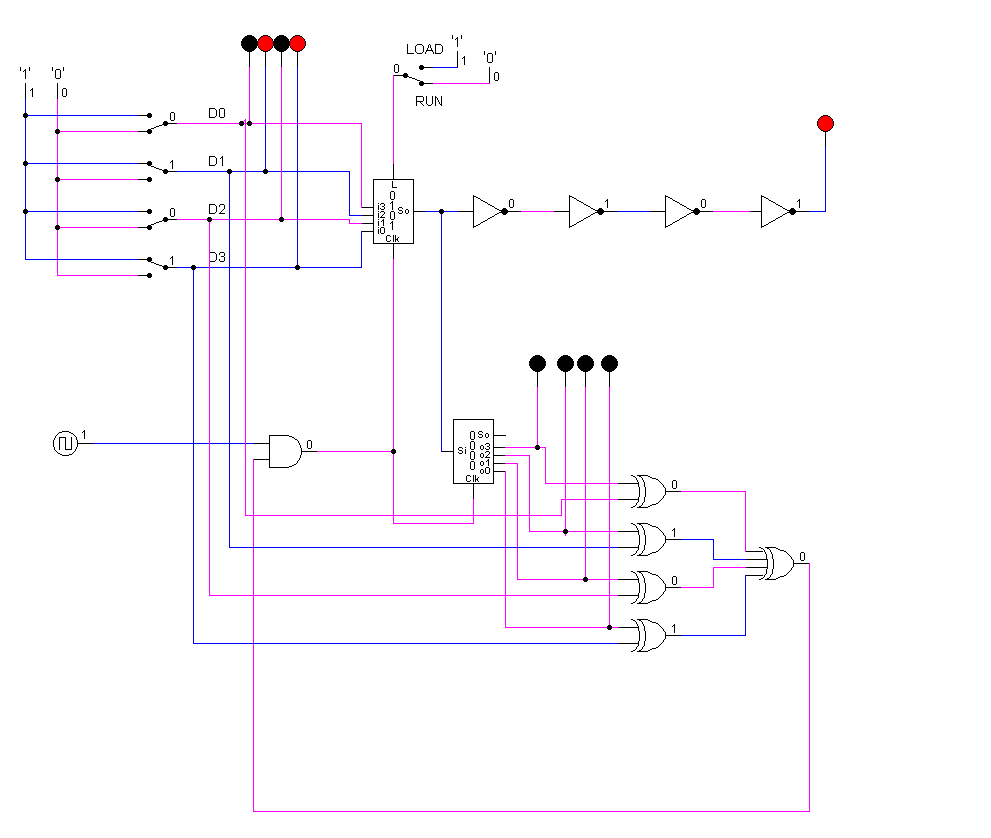 LOAD '1'
'0'
0 1 0
RUN
'1' '0'
1 0
0 D0
1 D1
0 D2
1 D3
L
0
i3 1 So
i2 0
i1 1
i0
Clk
0 1 0 1
1
0
0 So
0 o3
Si 0 o2
0 o1
o0
Clk
0
1
0
1
0